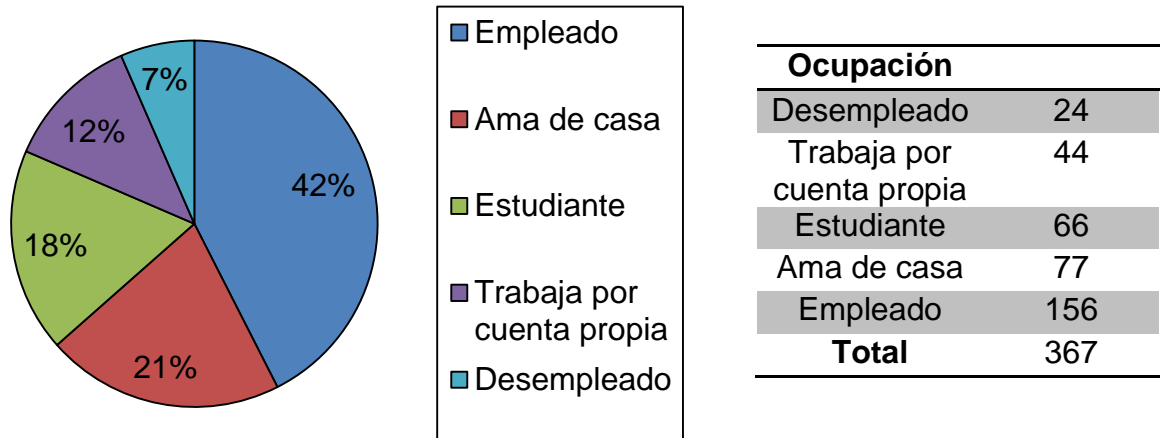 7%
12%
42%
18%
21%
Empleado
Ama de casa
Estudiante
Trabaja por
cuenta propia
Desempleado
Ocupación
Desempleado 24
Trabaja por 44
cuenta propia
Estudiante 66
Ama de casa 77
Empleado 156
Total 367